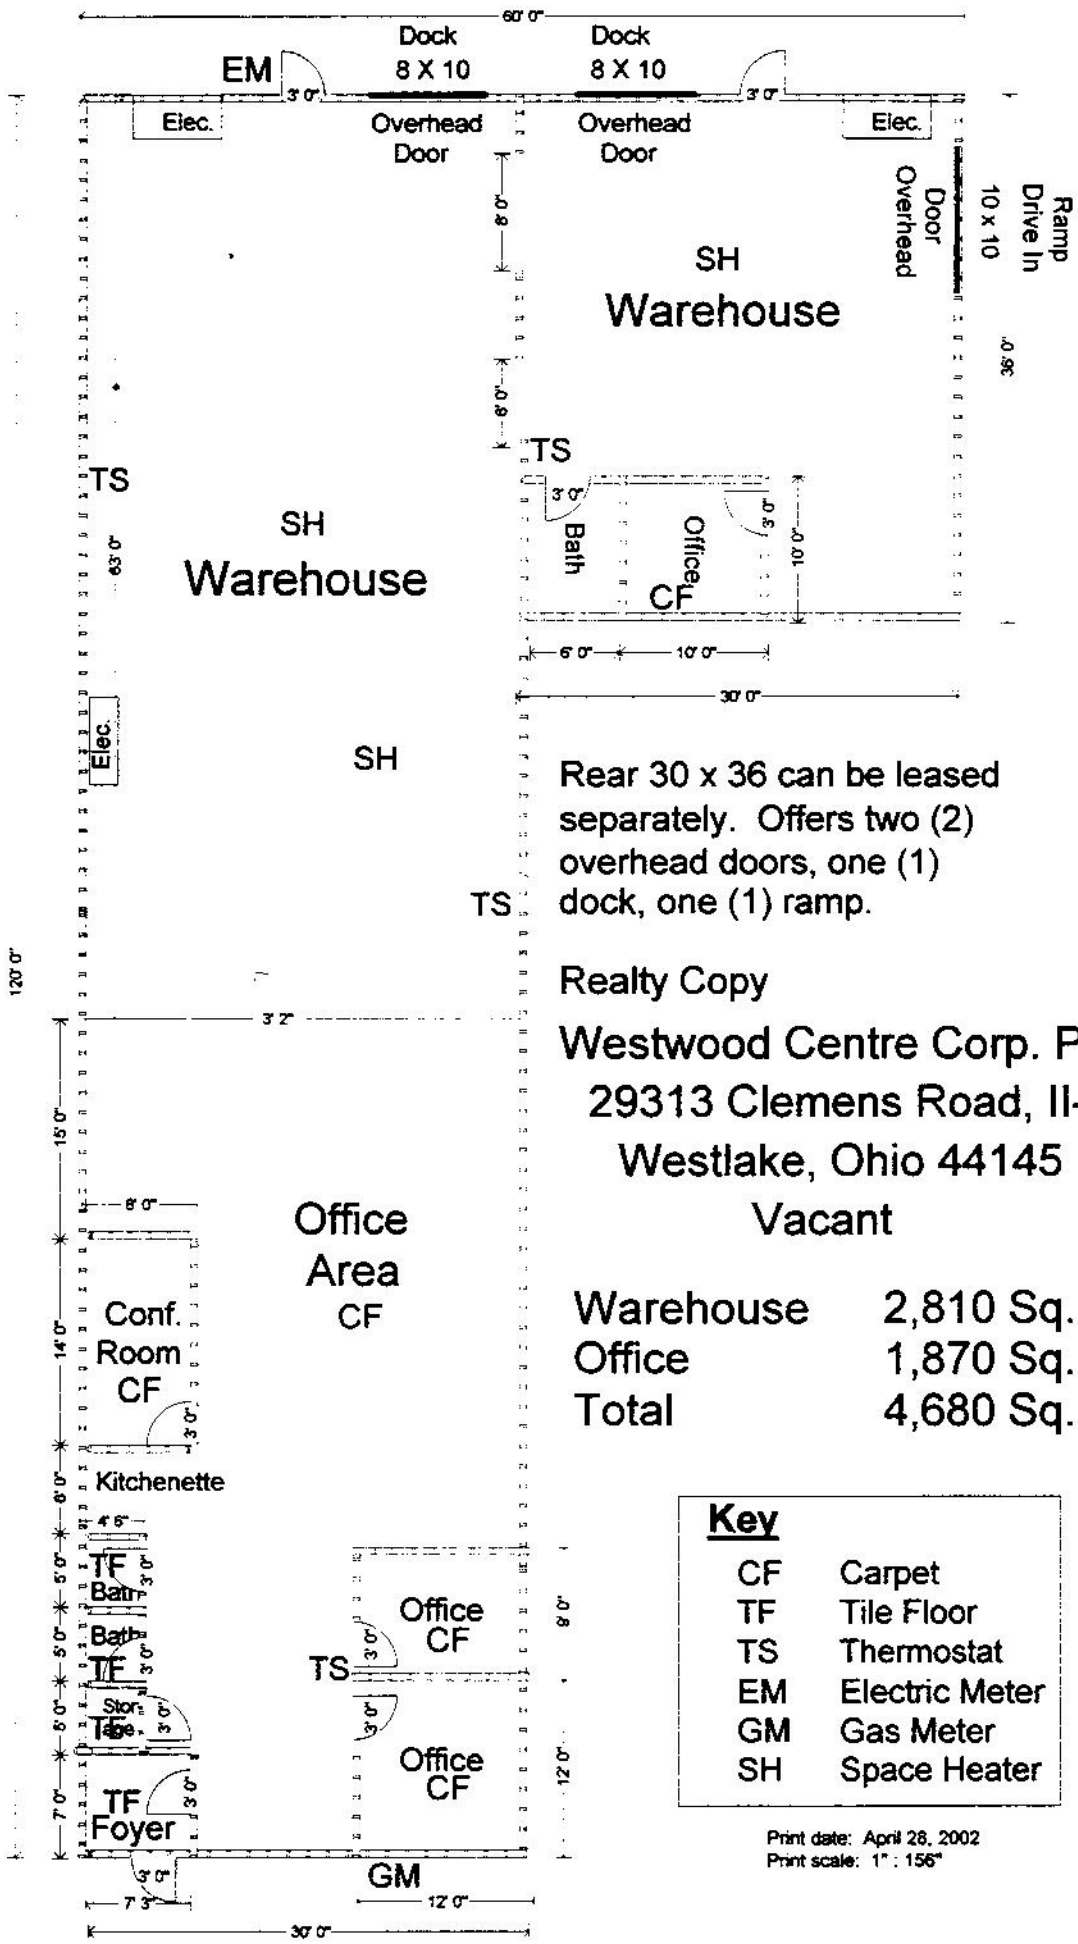 60' 0"
Dock
8 X 10
Dock
8 X 10
EM
3' 0"
3' 0"
Elec.
Overhead
Door
Overhead
Door
Elec.
Ramp
Drive In
10 x 10
Door
Overhead
8' 0"
SH
Warehouse
36' 0"
6' 0"
TS
TS
3' 0"
Bath
Office
CF
3' 0"
10' 0"
63' 0"
SH
Warehouse
6' 0"
10' 0"
30' 0"
Elec.
SH
Rear 30 x 36 can be leased
separately. Offers two (2)
overhead doors, one (1)
dock, one (1) ramp.
TS
120' 0"
Realty Copy
3' 2"
Westwood Centre Corp. P
29313 Clemens Road, II-
Westlake, Ohio 44145
Vacant
15' 0"
8' 0"
Office
Area
CF
Conf.
Room
CF
14' 0"
3' 0"
Warehouse 2,810 Sq.
Office 1,870 Sq.
Total 4,680 Sq.
6' 0"
Kitchenette
4' 6"
5' 0"
TF
Bath
3' 0"
5' 0"
Bath
TF
3' 0"
Office
CF
3' 0"
9' 0"
TS
5' 0"
Stor
age
TF
3' 0"
3' 0"
Office
CF
12' 0"
7' 0"
TF
Foyer
3' 0"
3' 0"
GM
7' 3"
12' 0"
30' 0"
Key
CF Carpet
TF Tile Floor
TS Thermostat
EM Electric Meter
GM Gas Meter
SH Space Heater
Print date: April 28, 2002
Print scale: 1" : 156"